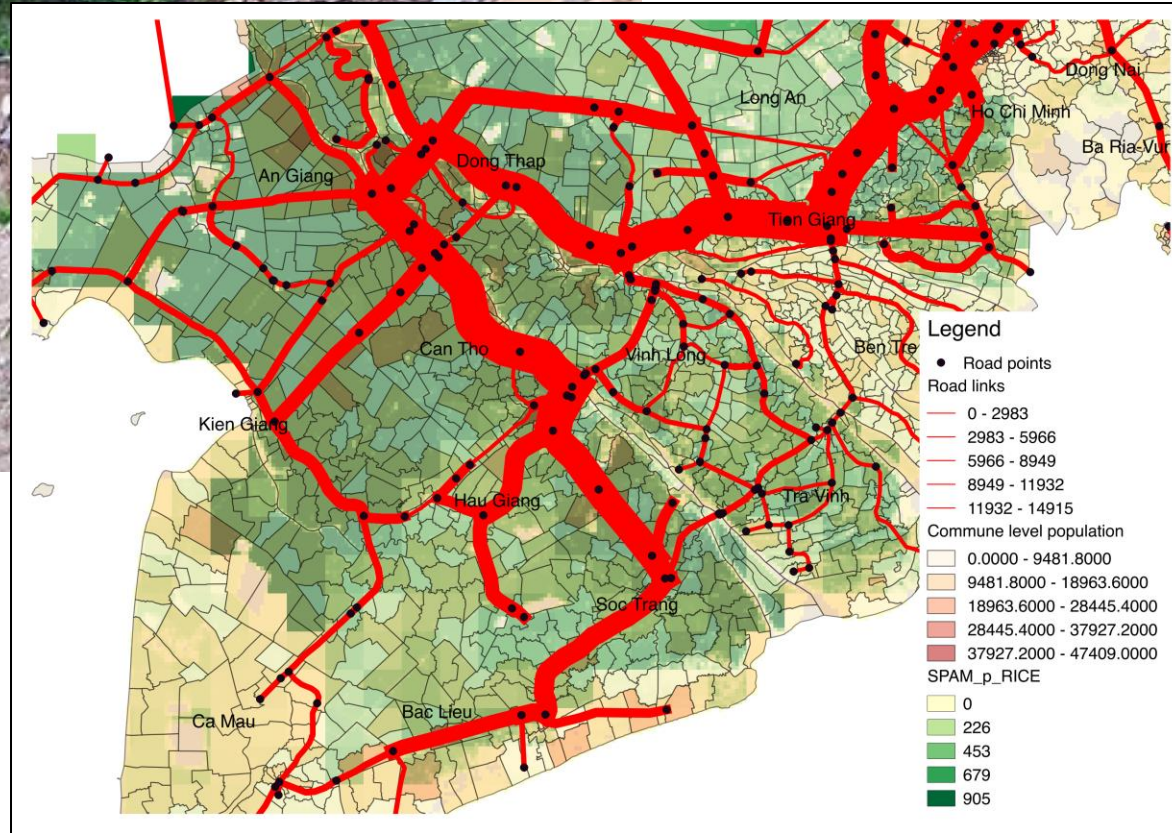 Dong Nai
Long An
Ho Chi Minh
Ba Ria-Vun
Dong Thap
An Giang
Tien Giang
Can Tho
Vinh Long
Ben Tre
Kien Giang
Hau Giang
Tra Vinh
Soc Trang
Bac Lieu
Ca Mau
Legend
Road points
Road links
0 - 2983
2983 - 5966
5966 - 8949
8949 - 11932
11932 - 14915
Commune level population
0.0000 - 9481.8000
9481.8000 - 18963.6000
18963.6000 - 28445.4000
28445.4000 - 37927.2000
37927.2000 - 47409.0000
SPAM_p_RICE
0
226
453
679
905